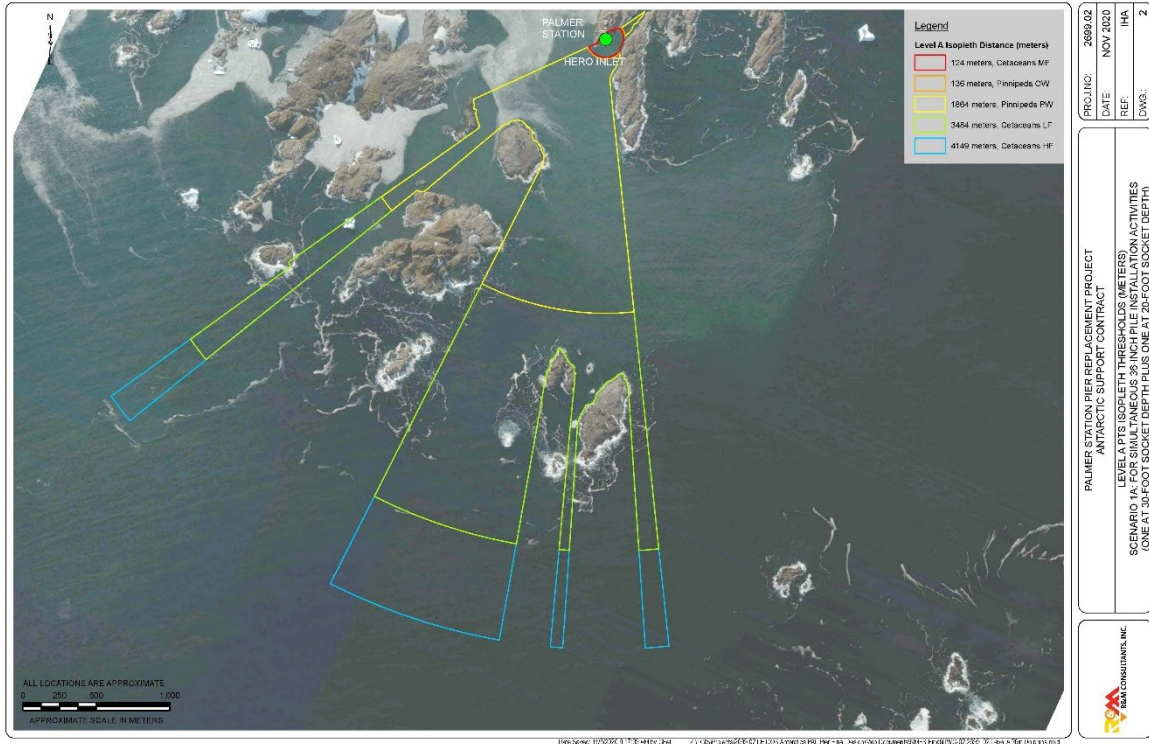 N
PALMER
STATION
HERO INLET
Legend
Level A Isopleth Distance (meters)
124 meters, Cetaceans MF
136 meters, Pinnipeds OW
1864 meters, Pinnipeds PW
3484 meters, Cetaceans LF
4149 meters, Cetaceans HF
ALL LOCATIONS ARE APPROXIMATE
0 250 500 1,000
APPROXIMATE SCALE IN METERS
PROJ.NO: 2699.02
DATE: NOV 2020
REF: IHA
DWG.: 2
PALMER STATION PIER REPLACEMENT PROJECT
ANTARCTIC SUPPORT CONTRACT
LEVEL A PTS ISOPLETH THRESHOLDS (METERS)
SCENARIO 1A: FOR SIMULTANEOUS 36-INCH PILE INSTALLATION ACTIVITIES
(ONE AT 30-FOOT SOCKET DEPTH PLUS ONE AT 20-FOOT SOCKET DEPTH)
R&M CONSULTANTS, INC.